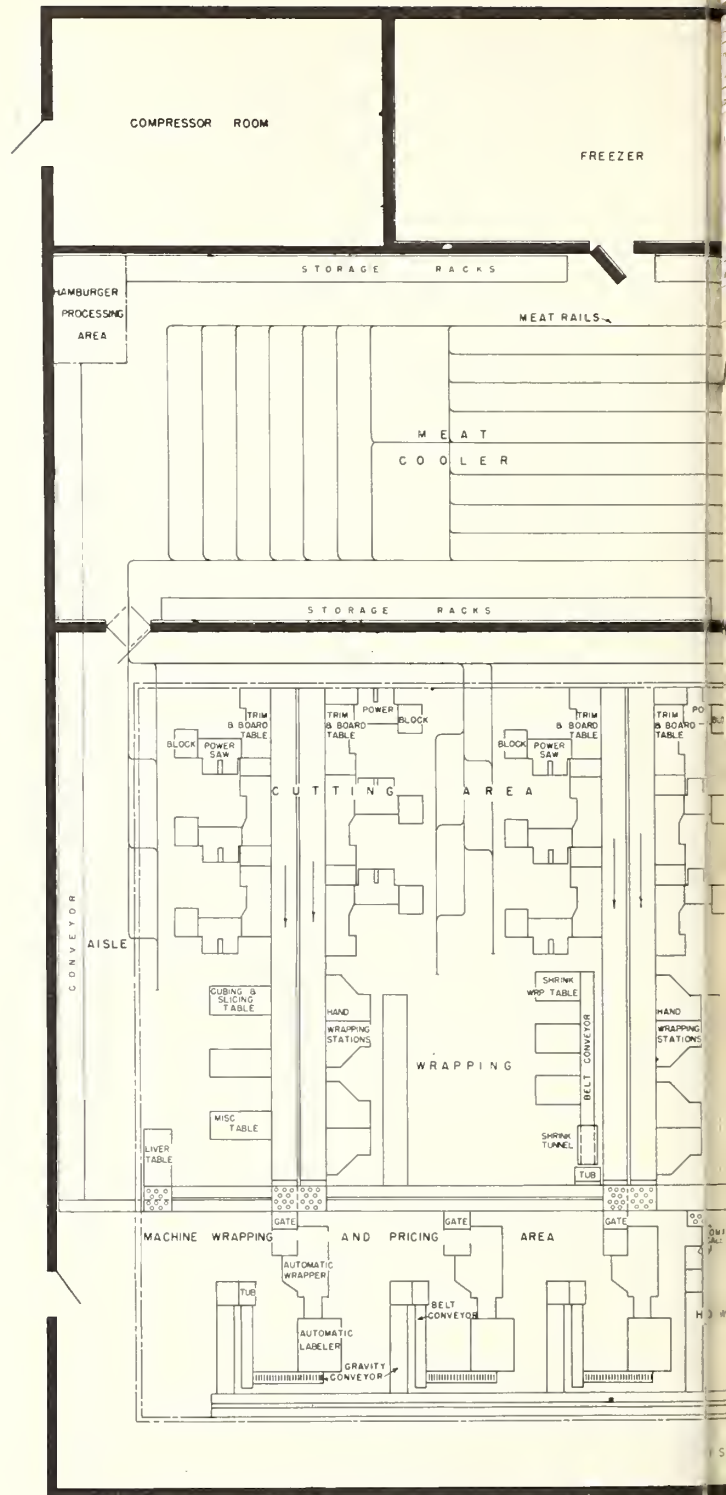 COMPRESSOR ROOM
FREEZER
STORAGE RACKS
HAMBURGER
PROCESSING
AREA
MEAT RAILS
MEAT
COOLER
STORAGE RACKS
TRIM
& BOARD
TABLE
BLOCK
POWER
SAW
TRIM
& BOARD
TABLE
POWER
BLOCK
TRIM
& BOARD
TABLE
BLOCK
POWER
SAW
TRIM
& BOARD
TABLE
CUTTING AREA
CONVEYOR
AISLE
CUBING &
SLICING
TABLE
HAND
WRAPPING
STATIONS
SHRINK
WRP TABLE
BELT CONVEYOR
HAND
WRAPPING
STATIONS
WRAPPING
MISC
TABLE
LIVER
TABLE
SHRINK
TUNNEL
TUB
GATE
GATE
GATE
MACHINE WRAPPING AND PRICING AREA
AUTOMATIC
WRAPPER
TUB
BELT
CONVEYOR
AUTOMATIC
LABELER
GRAVITY
CONVEYOR